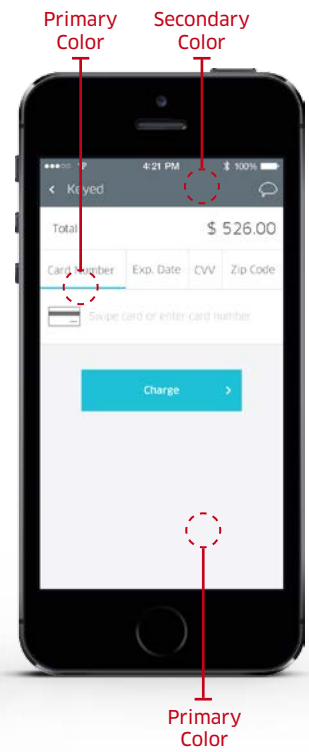 Primary Color
Secondary Color
4:21 PM
100%
Keyed
Total
$ 526.00
Card Number
Exp. Date
CVV
Zip Code
Swipe card or enter card number
Charge
Primary Color